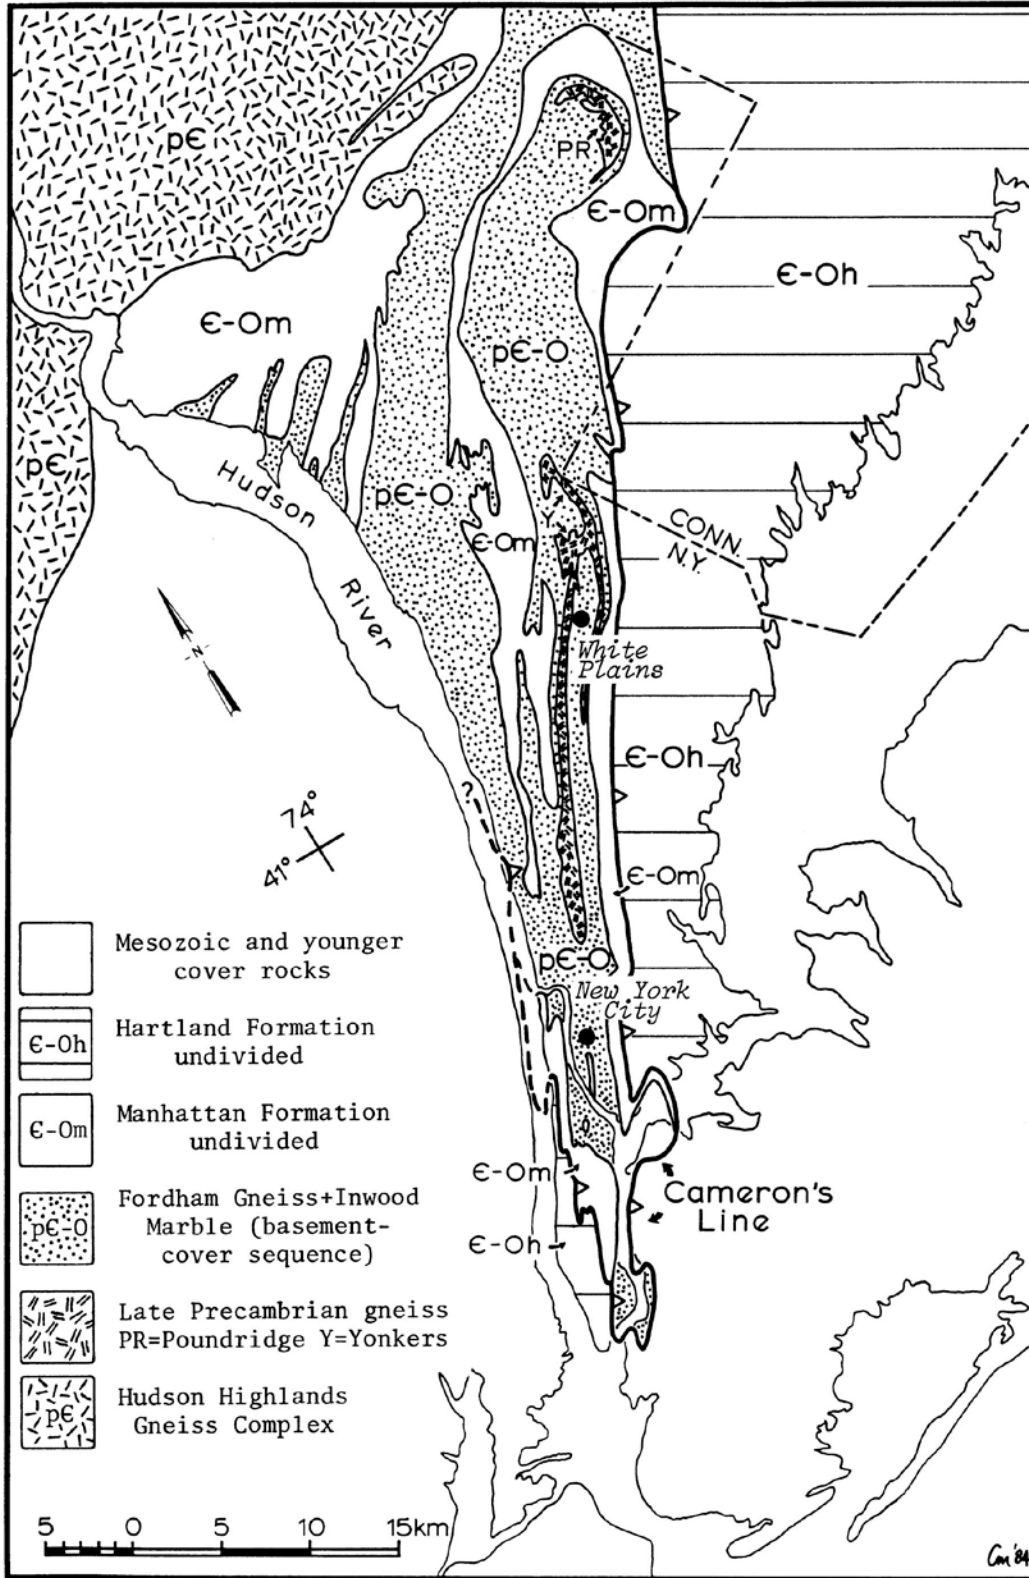 pЄ
PR
Є-Om
Є-Oh
Є-Om
pЄ-O
pЄ
pЄ-O
Hudson
River
Y
Є-Om
CONN.
N.Y.
N
White
Plains
Є-Oh
?
74°
41°
Є-Om
pЄ-O
New York
City
Є-Om
Є-Oh
Cameron's
Line
Mesozoic and younger
cover rocks
Є-Oh
Hartland Formation
undivided
Є-Om
Manhattan Formation
undivided
pЄ-O
Fordham Gneiss+Inwood
Marble (basement-
cover sequence)
Late Precambrian gneiss
PR=Poundridge Y=Yonkers
pЄ
Hudson Highlands
Gneiss Complex
5 0 5 10 15km
Cm'84